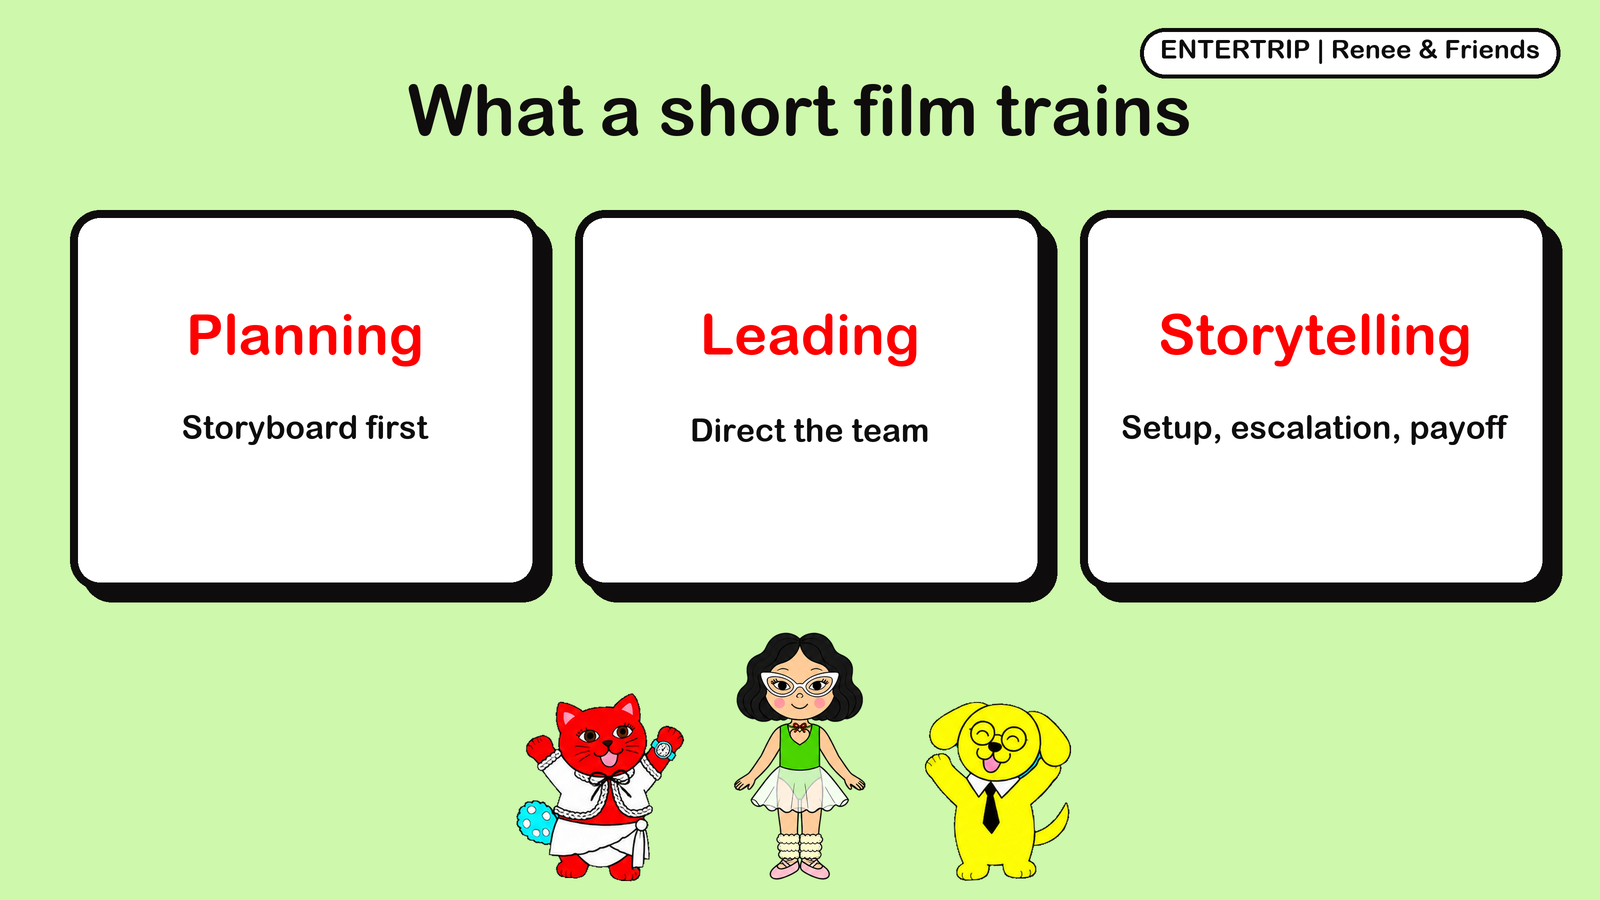 ENTERTRIP | Renee & Friends
What a short film trains
Planning
Storyboard first
Leading
Direct the team
Storytelling
Setup, escalation, payoff